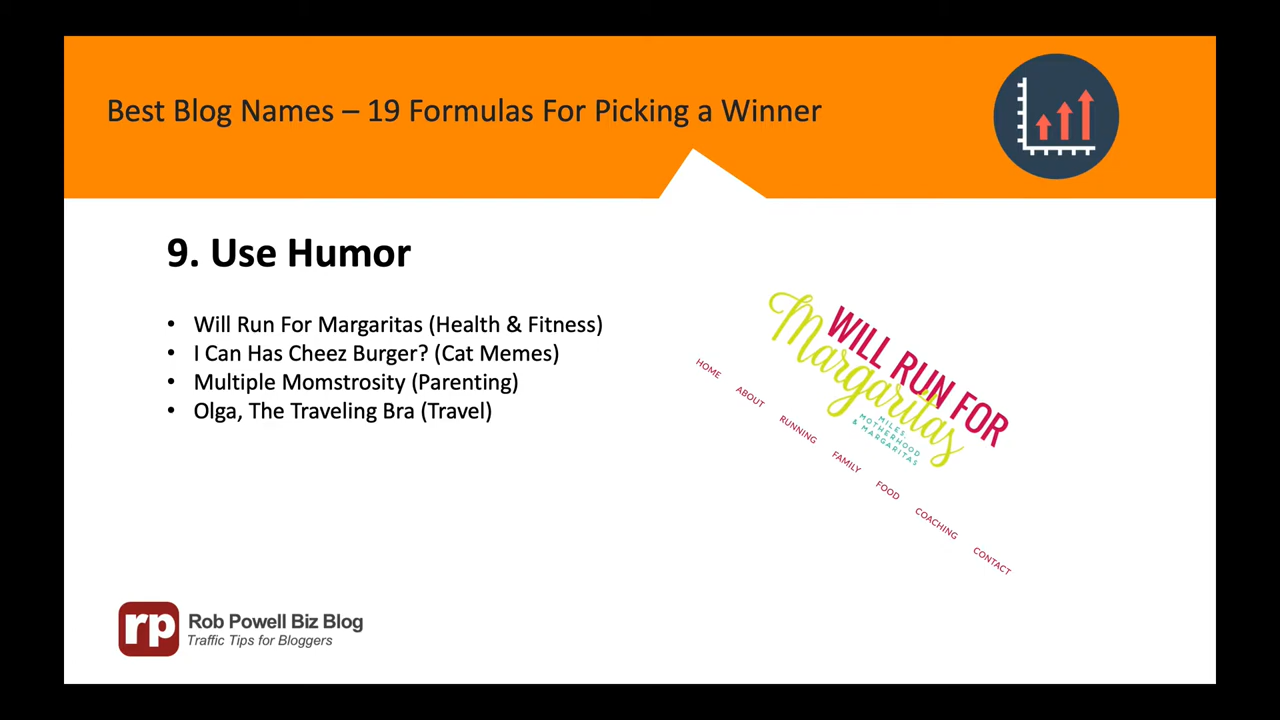 Best Blog Names – 19 Formulas For Picking a Winner
9. Use Humor
• Will Run For Margaritas (Health & Fitness)
• I Can Has Cheez Burger? (Cat Memes)
• Multiple Momstrosity (Parenting)
• Olga, The Traveling Bra (Travel)
WILL RUN FOR
Margaritas
MILES,
MOTHERHOOD
& MARGARITAS
HOME ABOUT RUNNING FAMILY FOOD COACHING CONTACT
rp
Rob Powell Biz Blog
Traffic Tips for Bloggers